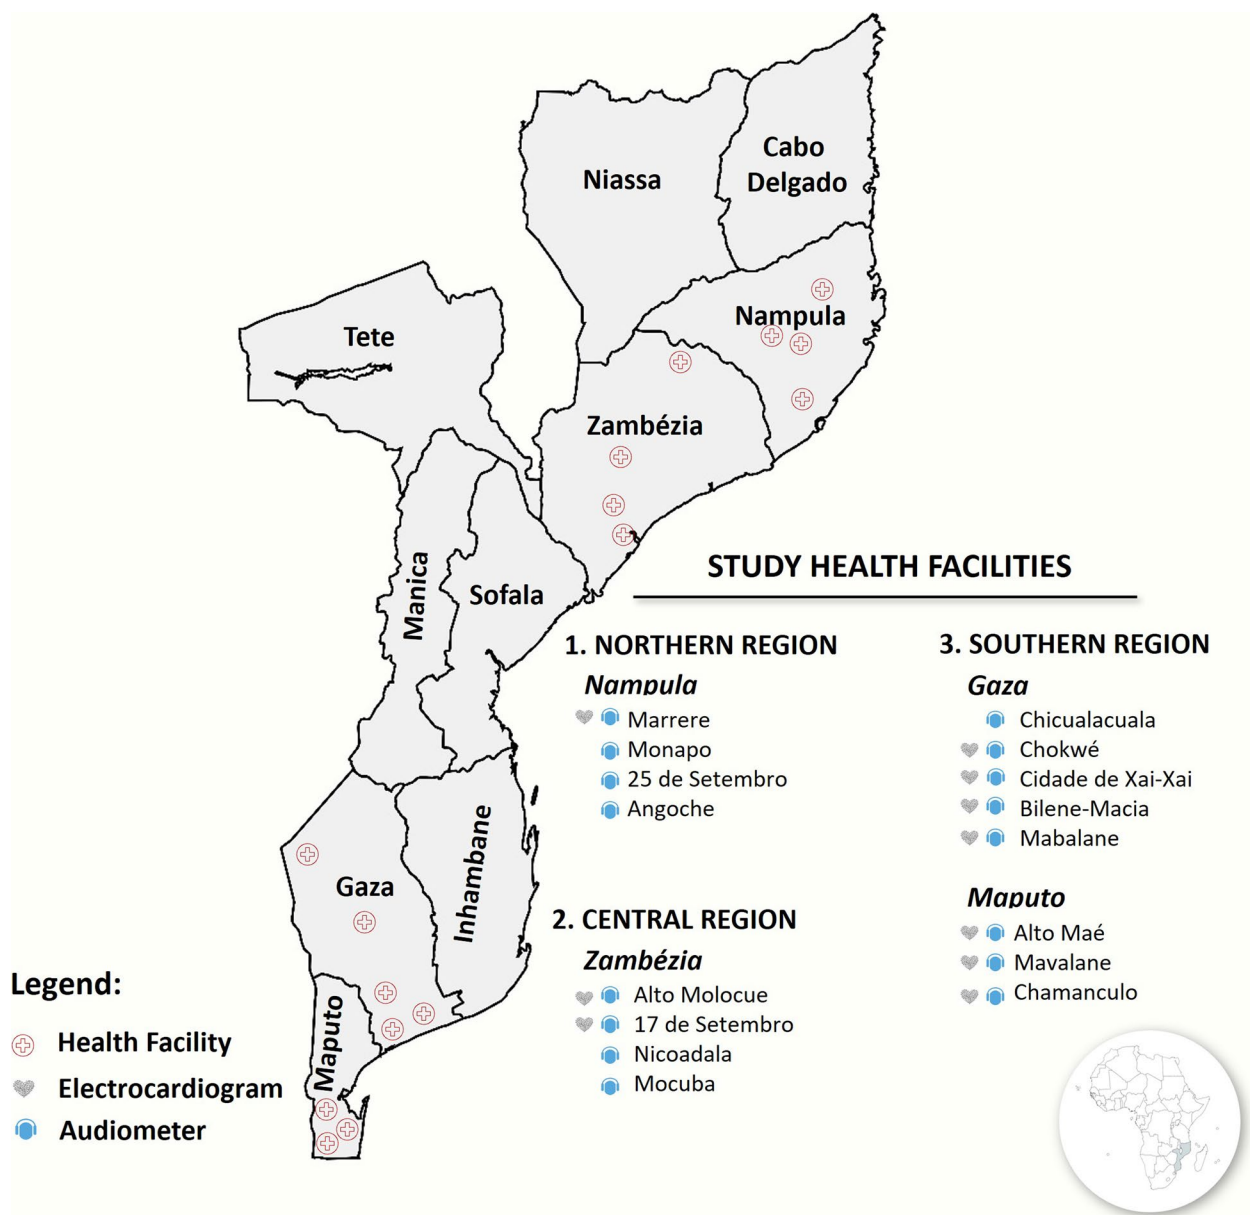 Cabo
Delgado
Niassa
Nampula
Tete
Zambézia
Manica
Sofala
Gaza
Inhambane
Maputo
STUDY HEALTH FACILITIES
1. NORTHERN REGION
Nampula
Marrere
Monapo
25 de Setembro
Angoche
2. CENTRAL REGION
Zambézia
Alto Molocue
17 de Setembro
Nicoadala
Mocuba
3. SOUTHERN REGION
Gaza
Chicualacuala
Chokwé
Cidade de Xai-Xai
Bilene-Macia
Mabalane
Maputo
Alto Maé
Mavalane
Chamanculo
Legend:
Health Facility
Electrocardiogram
Audiometer